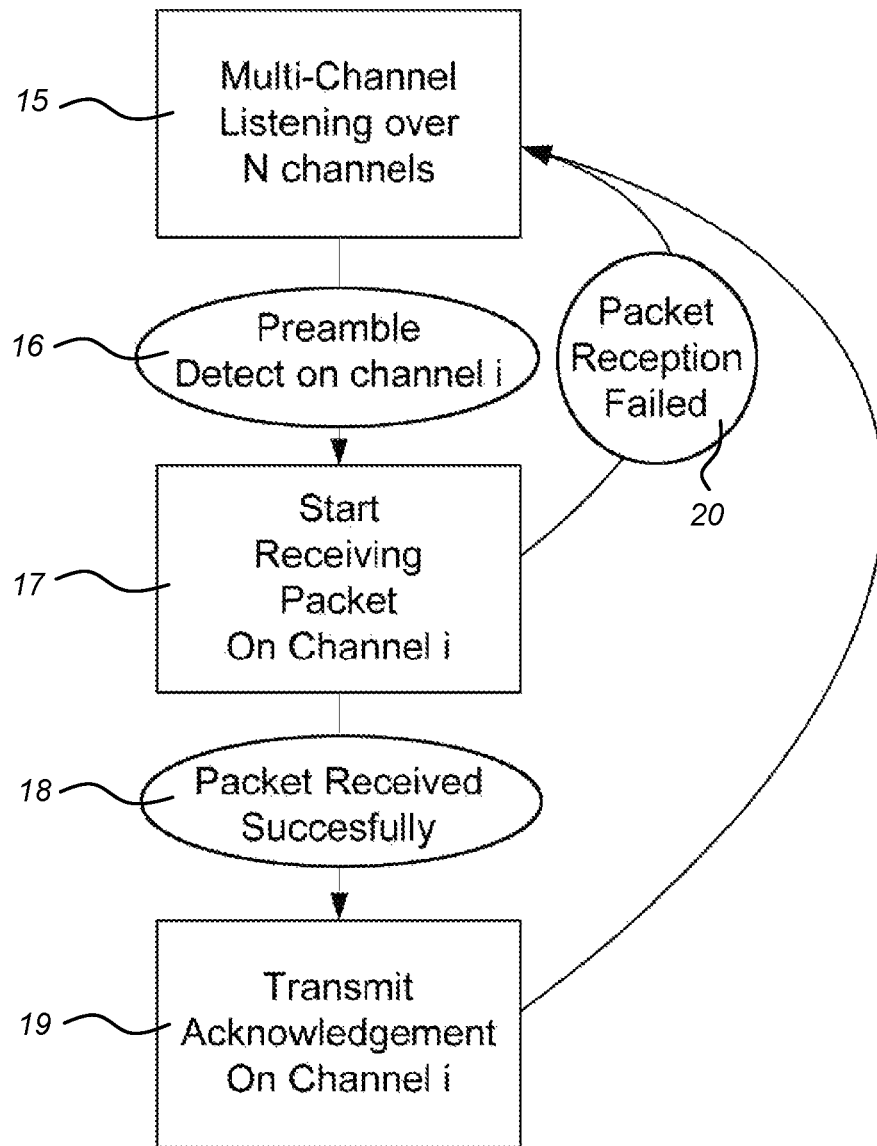 15
Multi-Channel
Listening over
N channels
16
Preamble
Detect on channel i
Packet
Reception
Failed
20
17
Start
Receiving
Packet
On Channel i
18
Packet Received
Succesfully
19
Transmit
Acknowledgement
On Channel i